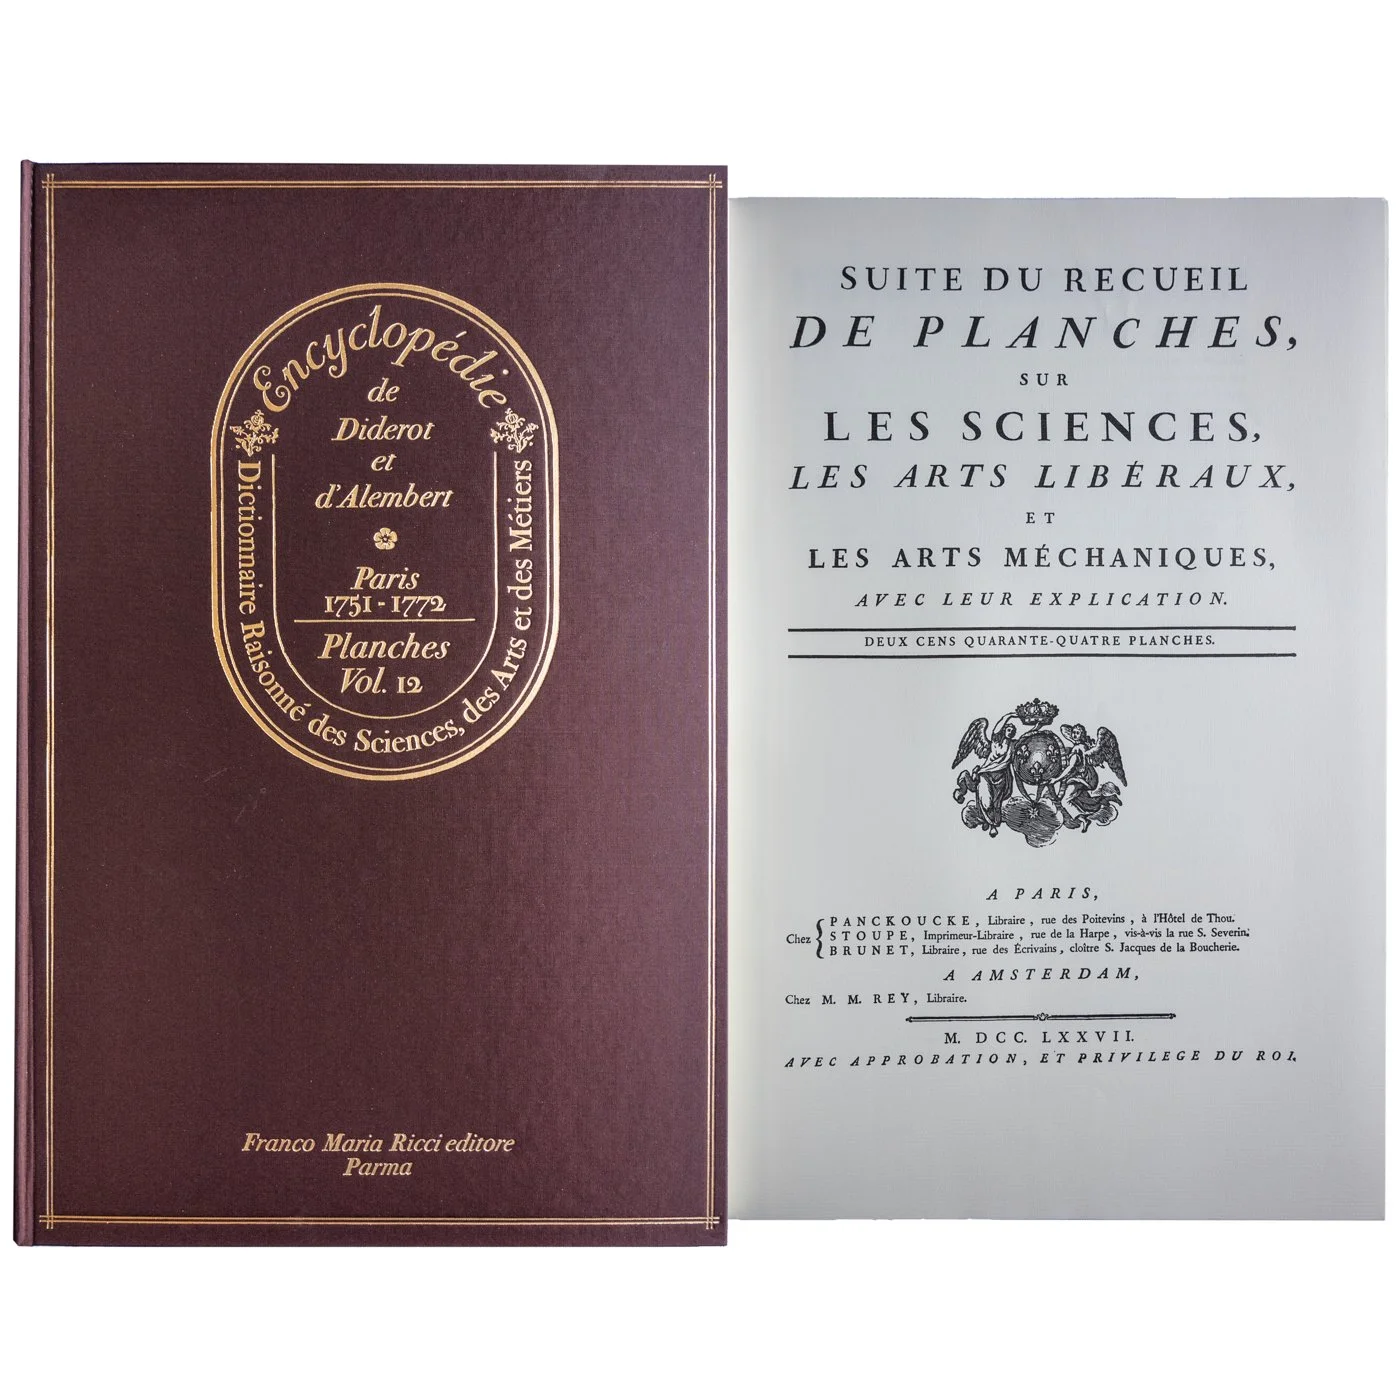 Encyclopédie
de
Diderot
et
d'Alembert
Paris
1751-1772
Planches
Vol. 12
Dictionnaire Raisonné des Sciences, des Arts et des Métiers
Franco Maria Ricci editore
Parma
SUITE DU RECUEIL
DE PLANCHES,
SUR
LES SCIENCES,
LES ARTS LIBÉRAUX,
ET
LES ARTS MÉCHANIQUES,
AVEC LEUR EXPLICATION.
DEUX CENS QUARANTE-QUATRE PLANCHES.
A PARIS,
Chez
PANCKOUCKE, Libraire, rue des Poitevins, à l'Hôtel de Thou.
STOUPE, Imprimeur-Libraire, rue de la Harpe, vis-à-vis la rue S. Severin.
BRUNET, Libraire, rue des Écrivains, cloître S. Jacques de la Boucherie.
A AMSTERDAM,
Chez M. M. REY, Libraire.
M. DCC. LXXVII.
AVEC APPROBATION, ET PRIVILEGE DU ROI.